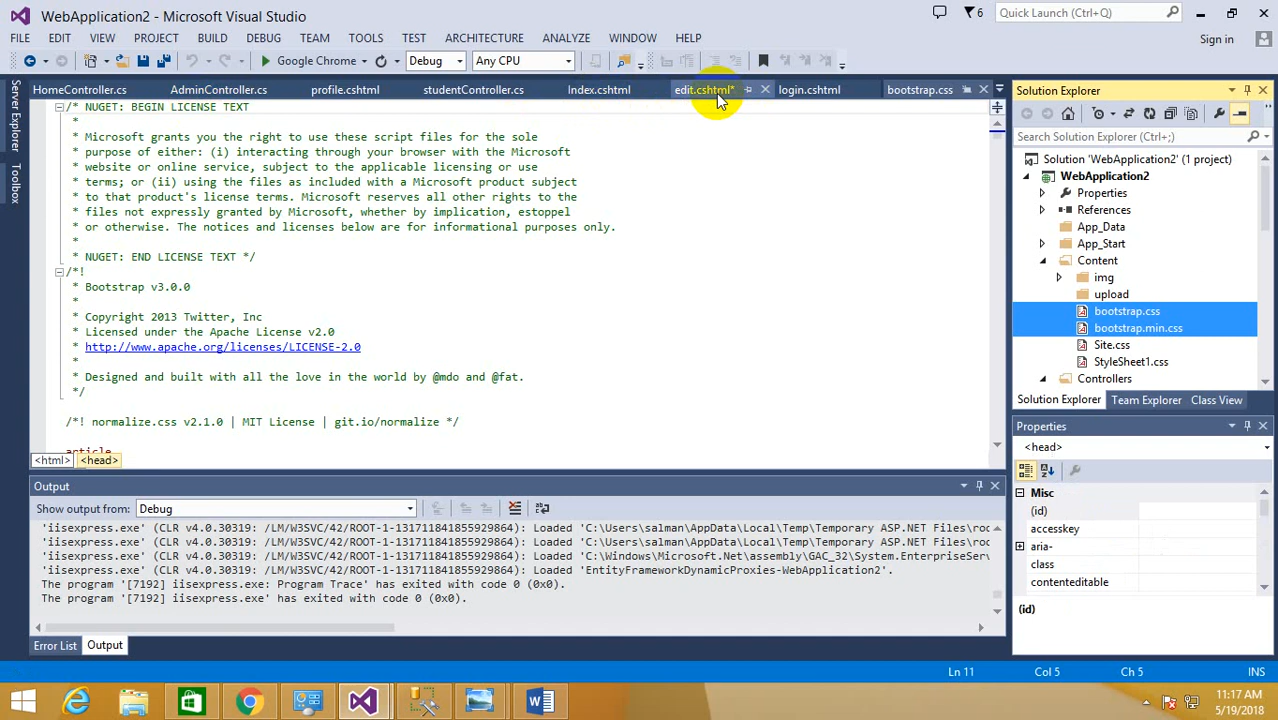 WebApplication2 - Microsoft Visual Studio
6
Quick Launch (Ctrl+Q)
FILE EDIT VIEW PROJECT BUILD DEBUG TEAM TOOLS TEST ARCHITECTURE ANALYZE WINDOW HELP
Sign in
Google Chrome Debug Any CPU
Server Explorer
Toolbox
HomeController.cs AdminController.cs profile.cshtml studentController.cs Index.cshtml edit.cshtml* login.cshtml bootstrap.css
/* NUGET: BEGIN LICENSE TEXT
*
* Microsoft grants you the right to use these script files for the sole
* purpose of either: (i) interacting through your browser with the Microsoft
* website or online service, subject to the applicable licensing or use
* terms; or (ii) using the files as included with a Microsoft product subject
* to that product's license terms. Microsoft reserves all other rights to the
* files not expressly granted by Microsoft, whether by implication, estoppel
* or otherwise. The notices and licenses below are for informational purposes only.
*
* NUGET: END LICENSE TEXT */
/*!
* Bootstrap v3.0.0
*
* Copyright 2013 Twitter, Inc
* Licensed under the Apache License v2.0
* http://www.apache.org/licenses/LICENSE-2.0
*
* Designed and built with all the love in the world by @mdo and @fat.
*/
/*! normalize.css v2.1.0 | MIT License | git.io/normalize */
article
<html> <head>
Output
Show output from: Debug
'iisexpress.exe' (CLR v4.0.30319: /LM/W3SVC/42/ROOT-1-131711841855929864): Loaded 'C:\Users\salman\AppData\Local\Temp\Temporary ASP.NET Files\roo
'iisexpress.exe' (CLR v4.0.30319: /LM/W3SVC/42/ROOT-1-131711841855929864): Loaded 'C:\Users\salman\AppData\Local\Temp\Temporary ASP.NET Files\roo
'iisexpress.exe' (CLR v4.0.30319: /LM/W3SVC/42/ROOT-1-131711841855929864): Loaded 'C:\Windows\Microsoft.Net\assembly\GAC_32\System.EnterpriseServ
'iisexpress.exe' (CLR v4.0.30319: /LM/W3SVC/42/ROOT-1-131711841855929864): Loaded 'EntityFrameworkDynamicProxies-WebApplication2'.
The program '[7192] iisexpress.exe: Program Trace' has exited with code 0 (0x0).
The program '[7192] iisexpress.exe' has exited with code 0 (0x0).
Error List Output
Solution Explorer
Search Solution Explorer (Ctrl+;)
Solution 'WebApplication2' (1 project)
WebApplication2
Properties
References
App_Data
App_Start
Content
img
upload
bootstrap.css
bootstrap.min.css
Site.css
StyleSheet1.css
Controllers
Solution Explorer Team Explorer Class View
Properties
<head>
Misc
(id)
accesskey
aria-
class
contenteditable
(id)
Ln 11 Col 5 Ch 5 INS
11:17 AM
5/19/2018